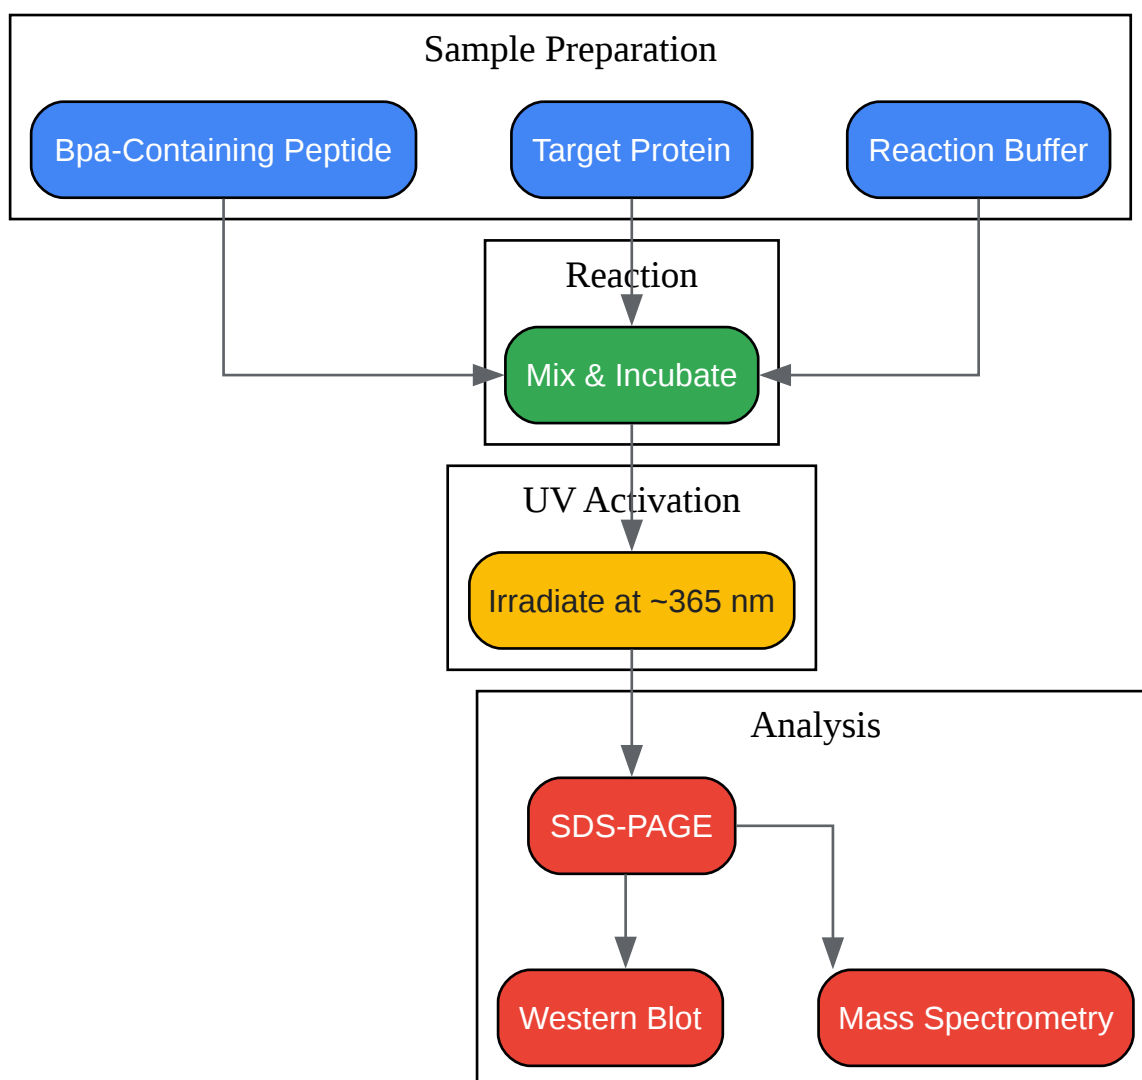 Sample Preparation
Bpa-Containing Peptide
Target Protein
Reaction Buffer
Reaction
Mix & Incubate
UV Activation
Irradiate at ~365 nm
Analysis
SDS-PAGE
Western Blot
Mass Spectrometry